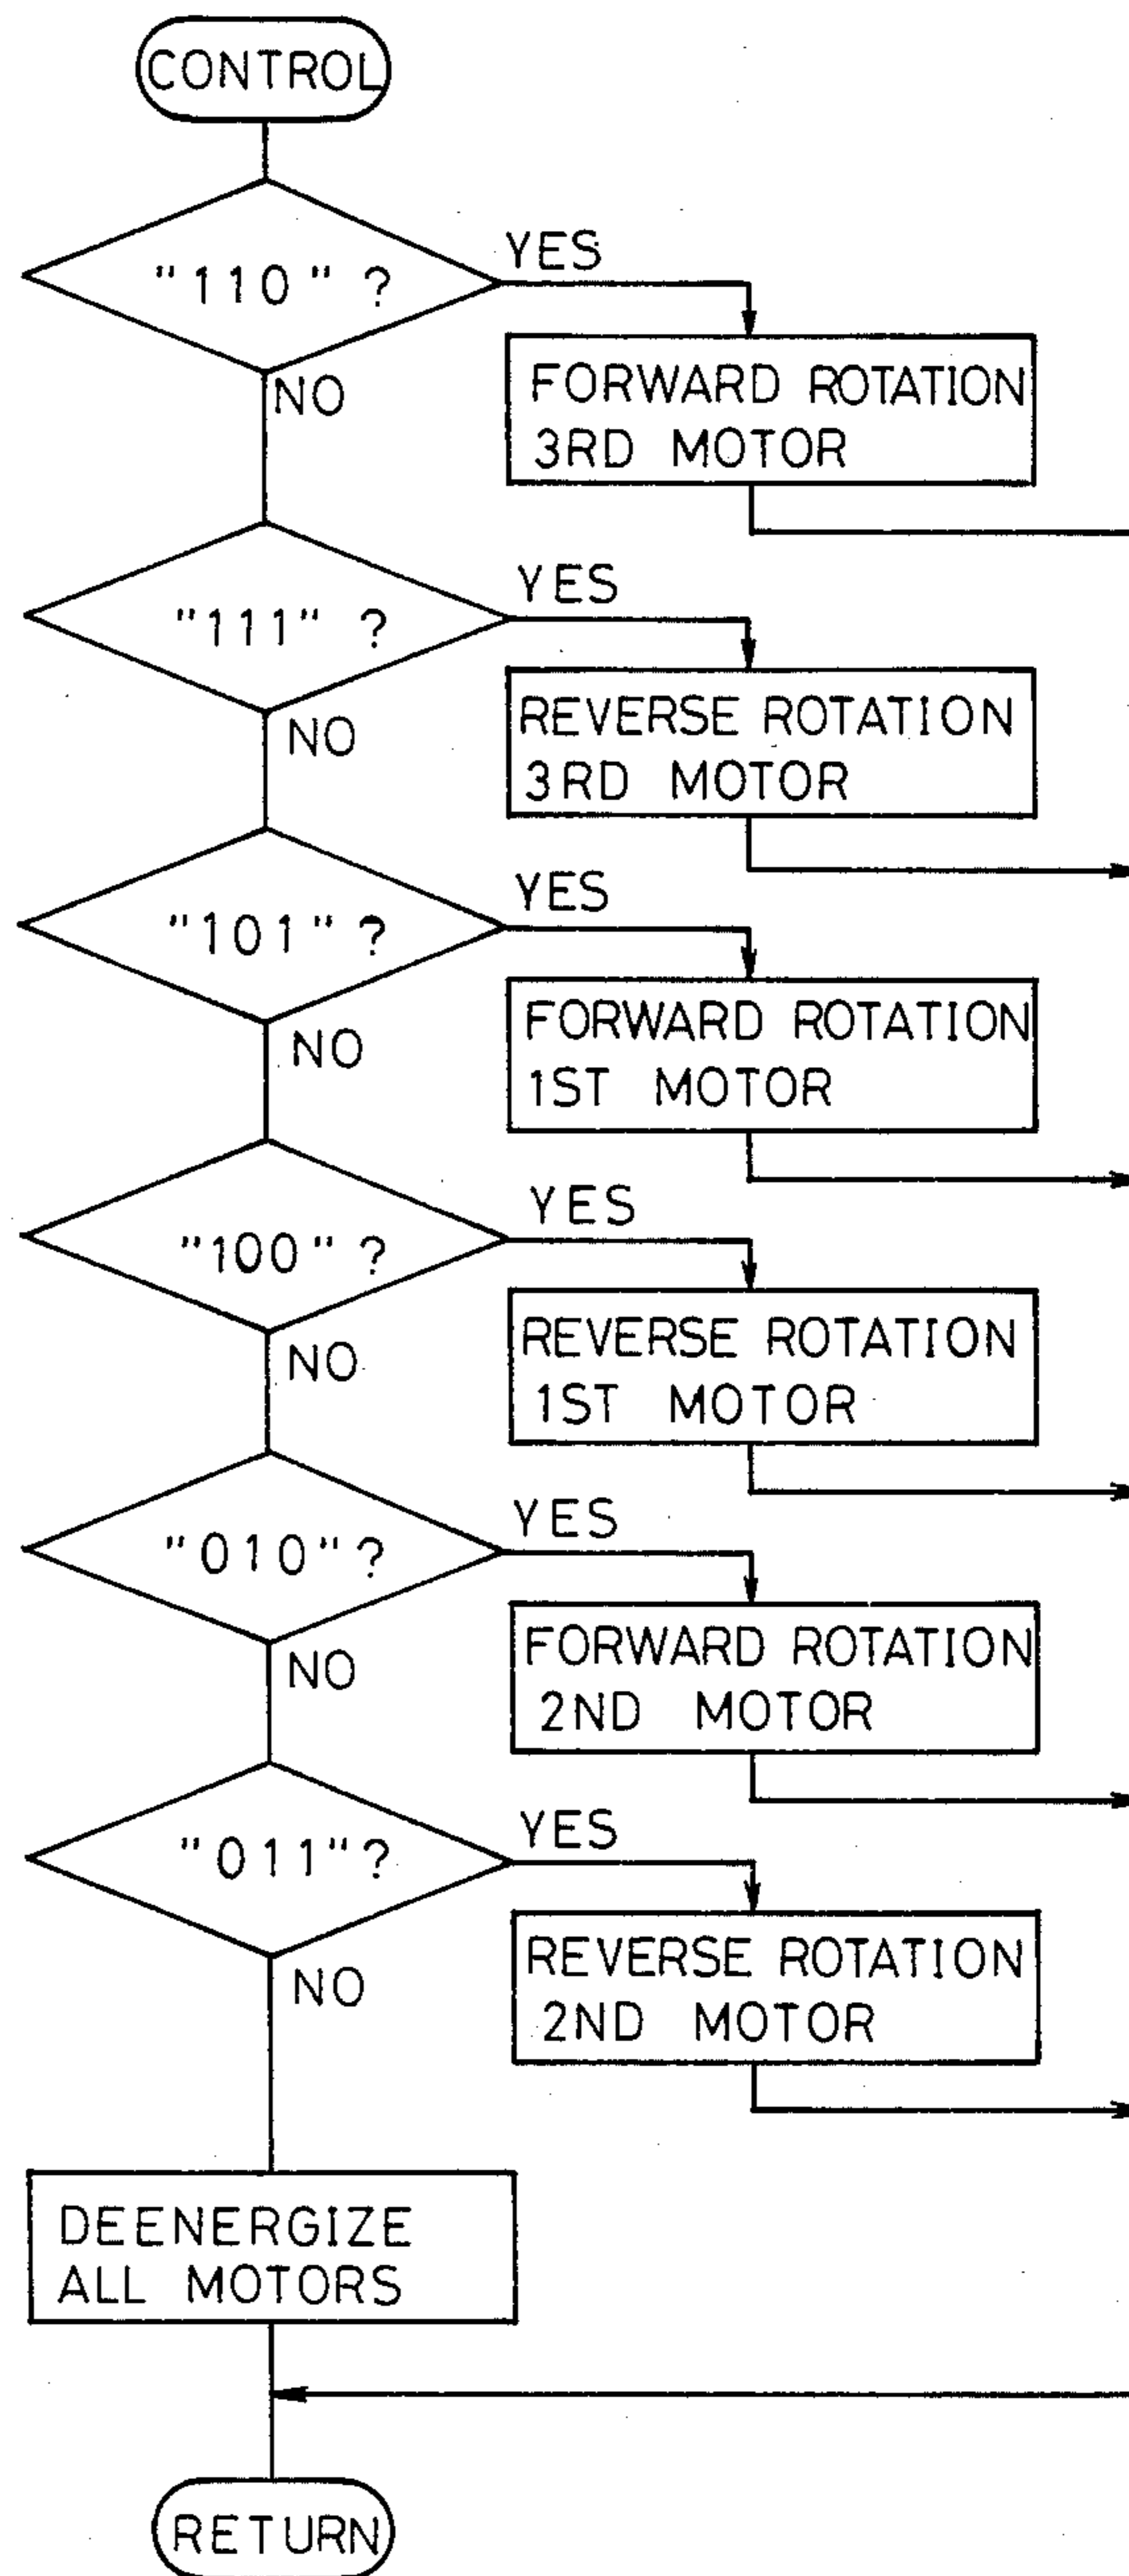 CONTROL
"110" ?
YES
FORWARD ROTATION
3RD MOTOR
NO
"111" ?
YES
REVERSE ROTATION
3RD MOTOR
NO
"101" ?
YES
FORWARD ROTATION
1ST MOTOR
NO
"100" ?
YES
REVERSE ROTATION
1ST MOTOR
NO
"010" ?
YES
FORWARD ROTATION
2ND MOTOR
NO
"011" ?
YES
REVERSE ROTATION
2ND MOTOR
NO
DEENERGIZE
ALL MOTORS
RETURN